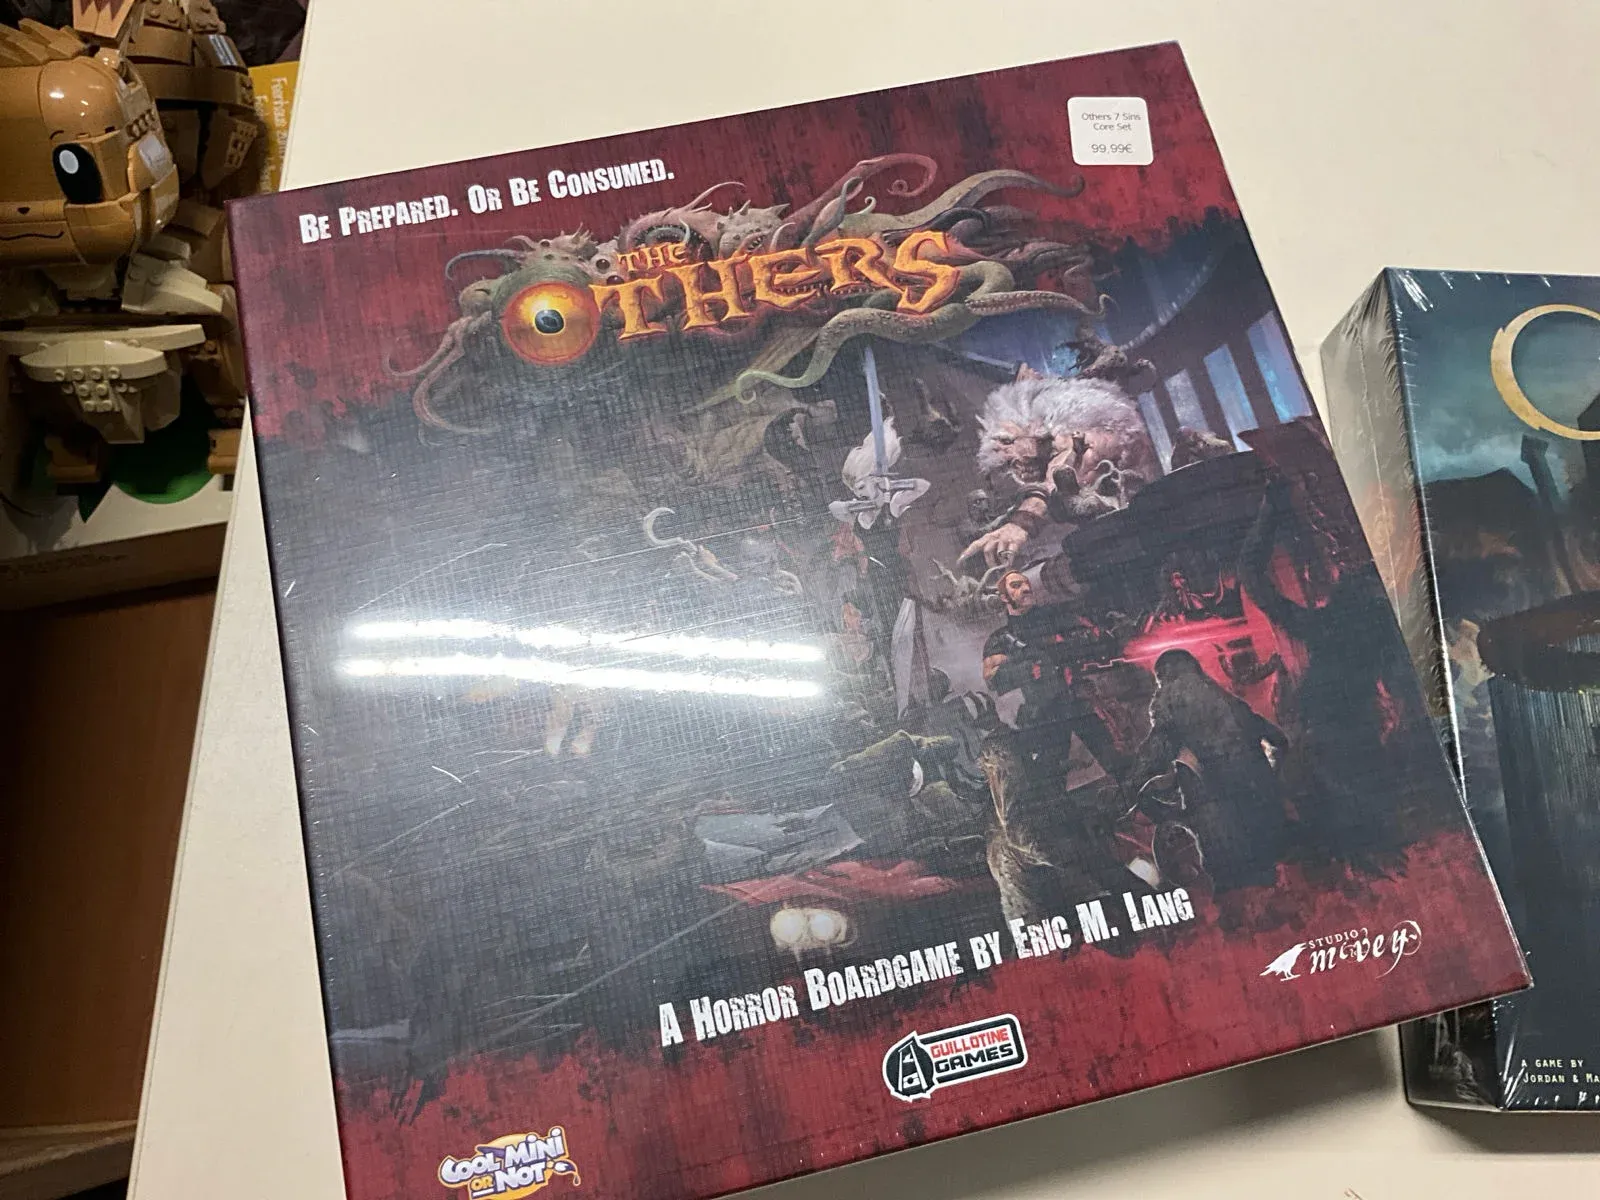 BE PREPARED. OR BE CONSUMED.
Others 7 Sins
Core Set
99,99€
THE
OTHERS
A HORROR BOARDGAME BY ERIC M. LANG
STUDIO
McVey
GUILLOTINE
GAMES
COOL MINI
OR NOT
A GAME BY
JORDAN &